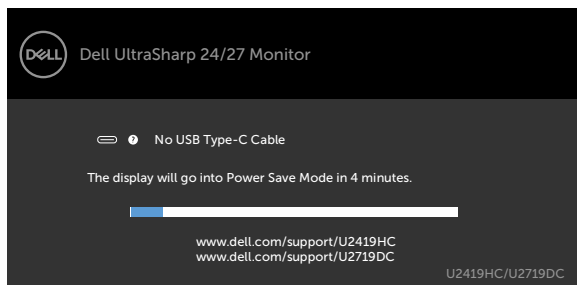 DELL
Dell UltraSharp 24/27 Monitor
? No USB Type-C Cable
The display will go into Power Save Mode in 4 minutes.
www.dell.com/support/U2419HC
www.dell.com/support/U2719DC
U2419HC/U2719DC